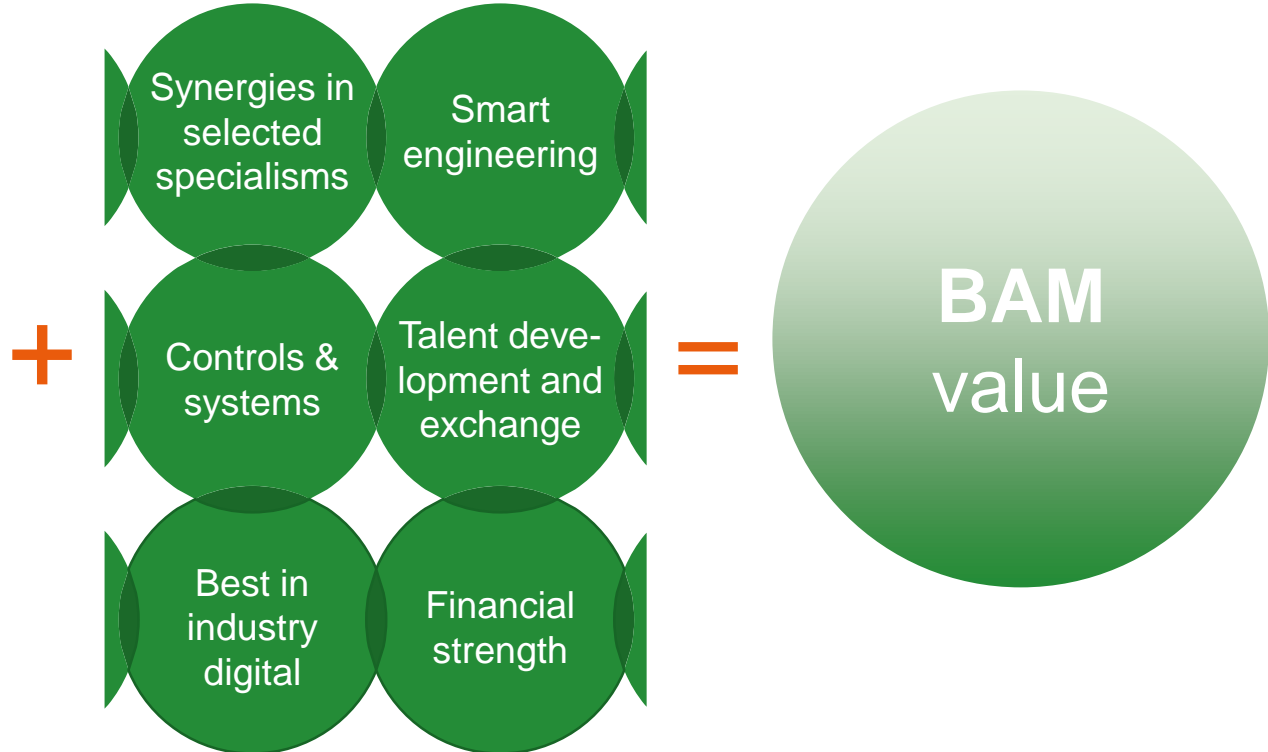 Synergies in
selected
specialisms
Smart
engineering
+
Controls &
systems
Talent deve-
lopment and
exchange
=
BAM
value
Best in
industry
digital
Financial
strength